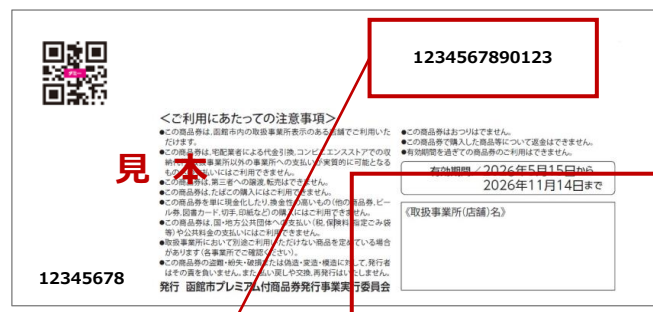 1234567890123
ダミー
<ご利用にあたっての注意事項>
●この商品券は、函館市内の取扱事業所表示のある店舗でご利用いた
だけます。
●この商品券は、宅配業者による代金引換、コンビニエンスストアでの収
納代行、取扱事業所以外の事業所への支払いが実質的に可能となる
もののお支払いにはご利用できません。
●この商品券は、第三者への譲渡、転売はできません。
●この商品券は、たばこの購入にはご利用できません。
●この商品券を単に現金化したり、換金性の高いもの(他の商品券、ビー
ル券、図書カード、切手、印紙など)の購入にはご利用できません。
●この商品券は、国・地方公共団体への支払い(税、保険料、指定ごみ袋
等)や公共料金の支払いにはご利用できません。
●取扱事業所において別途ご利用いただけない商品を定めている場合
があります(各事業所でご確認ください)。
●この商品券の盗難・紛失・破損または偽造・変造・模造に対して、発行者
はその責を負いません。また、払い戻しや交換、再発行はいたしません。
発行 函館市プレミアム付商品券発行事業実行委員会
見本
12345678
●この商品券はおつりはでません。
●この商品券で購入した商品等について返金はできません。
●有効期間を過ぎての商品券のご利用はできません。
有効期間/2026年5月15日から
2026年11月14日まで
《取扱事業所(店舗)名》